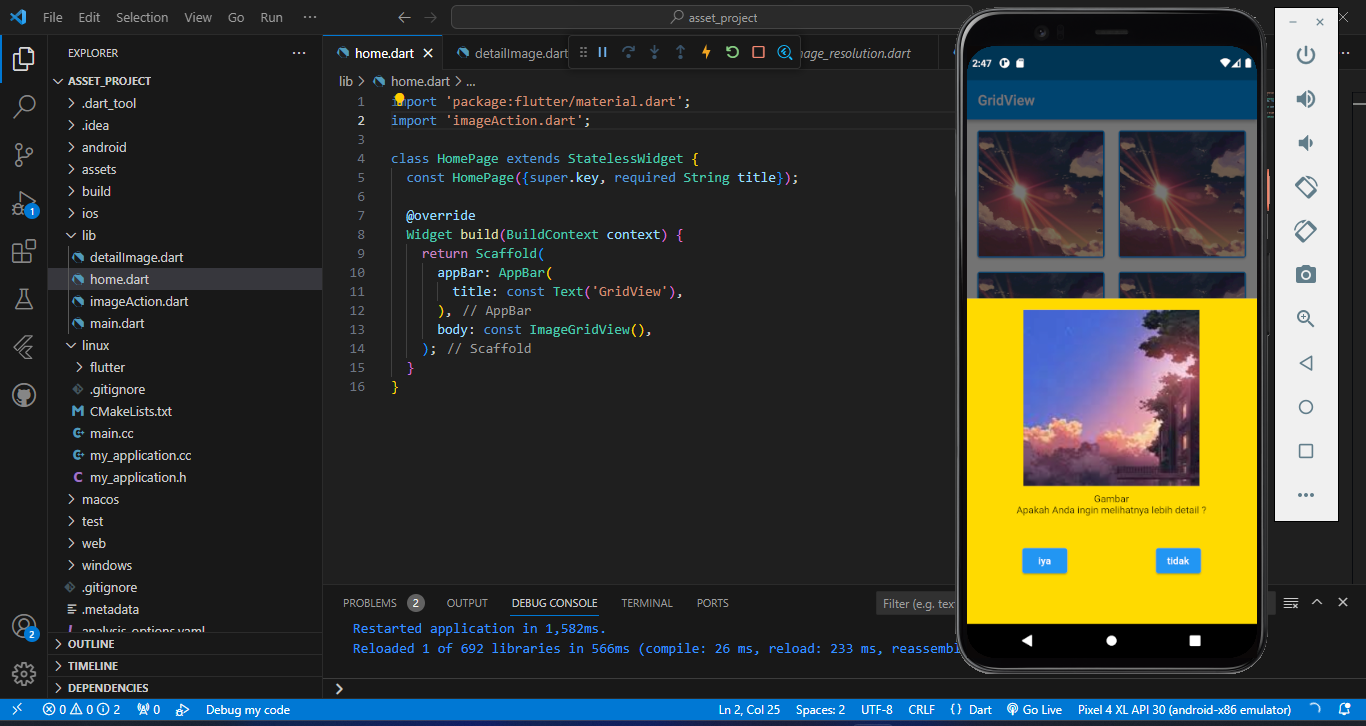 File Edit Selection View Go Run ···
asset_project
EXPLORER ···
ASSET_PROJECT
.dart_tool
.idea
android
assets
build
ios
lib
detailImage.dart
home.dart
imageAction.dart
main.dart
linux
flutter
.gitignore
CMakeLists.txt
main.cc
my_application.cc
my_application.h
macos
test
web
windows
.gitignore
.metadata
analysis_options.yaml
OUTLINE
TIMELINE
DEPENDENCIES
1
2
home.dart
detailImage.dart
mage_resolution.dart
lib > home.dart > ...
1 import 'package:flutter/material.dart';
2 import 'imageAction.dart';
3
4 class HomePage extends StatelessWidget {
5 const HomePage({super.key, required String title});
6
7 @override
8 Widget build(BuildContext context) {
9 return Scaffold(
10 appBar: AppBar(
11 title: const Text('GridView'),
12 ), // AppBar
13 body: const ImageGridView(),
14 ); // Scaffold
15 }
16 }
PROBLEMS 2 OUTPUT DEBUG CONSOLE TERMINAL PORTS
Filter (e.g. tex
Restarted application in 1,582ms.
Reloaded 1 of 692 libraries in 566ms (compile: 26 ms, reload: 233 ms, reassembl
2:47
GridView
Gambar
Apakah Anda ingin melihatnya lebih detail ?
iya
tidak
0 0 2 0 Debug my code Ln 2, Col 25 Spaces: 2 UTF-8 CRLF {} Dart Go Live Pixel 4 XL API 30 (android-x86 emulator)